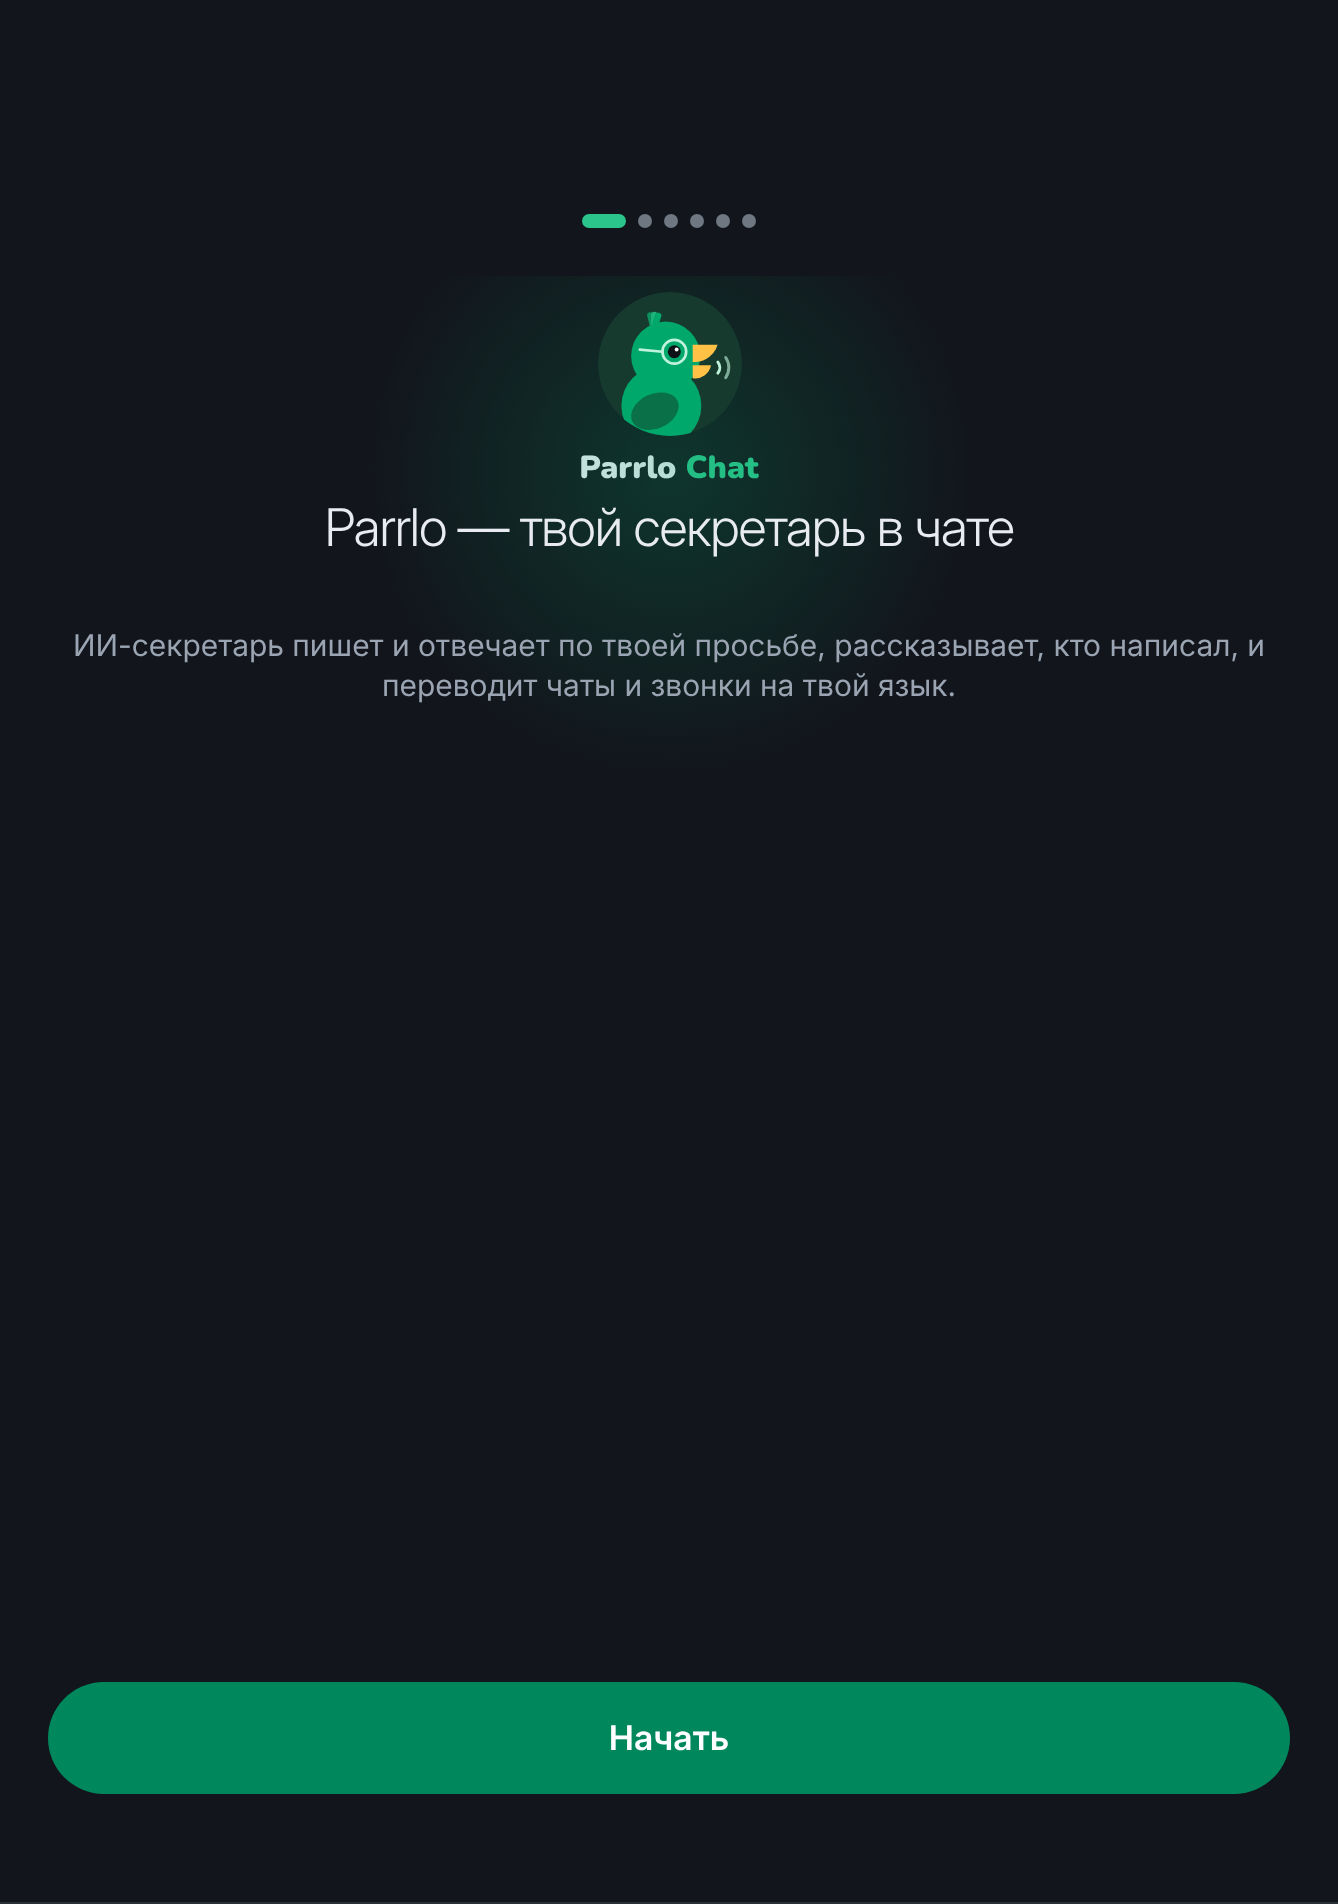 Parrlo Chat
Parrlo — твой секретарь в чате
ИИ-секретарь пишет и отвечает по твоей просьбе, рассказывает, кто написал, и
переводит чаты и звонки на твой язык.
Начать